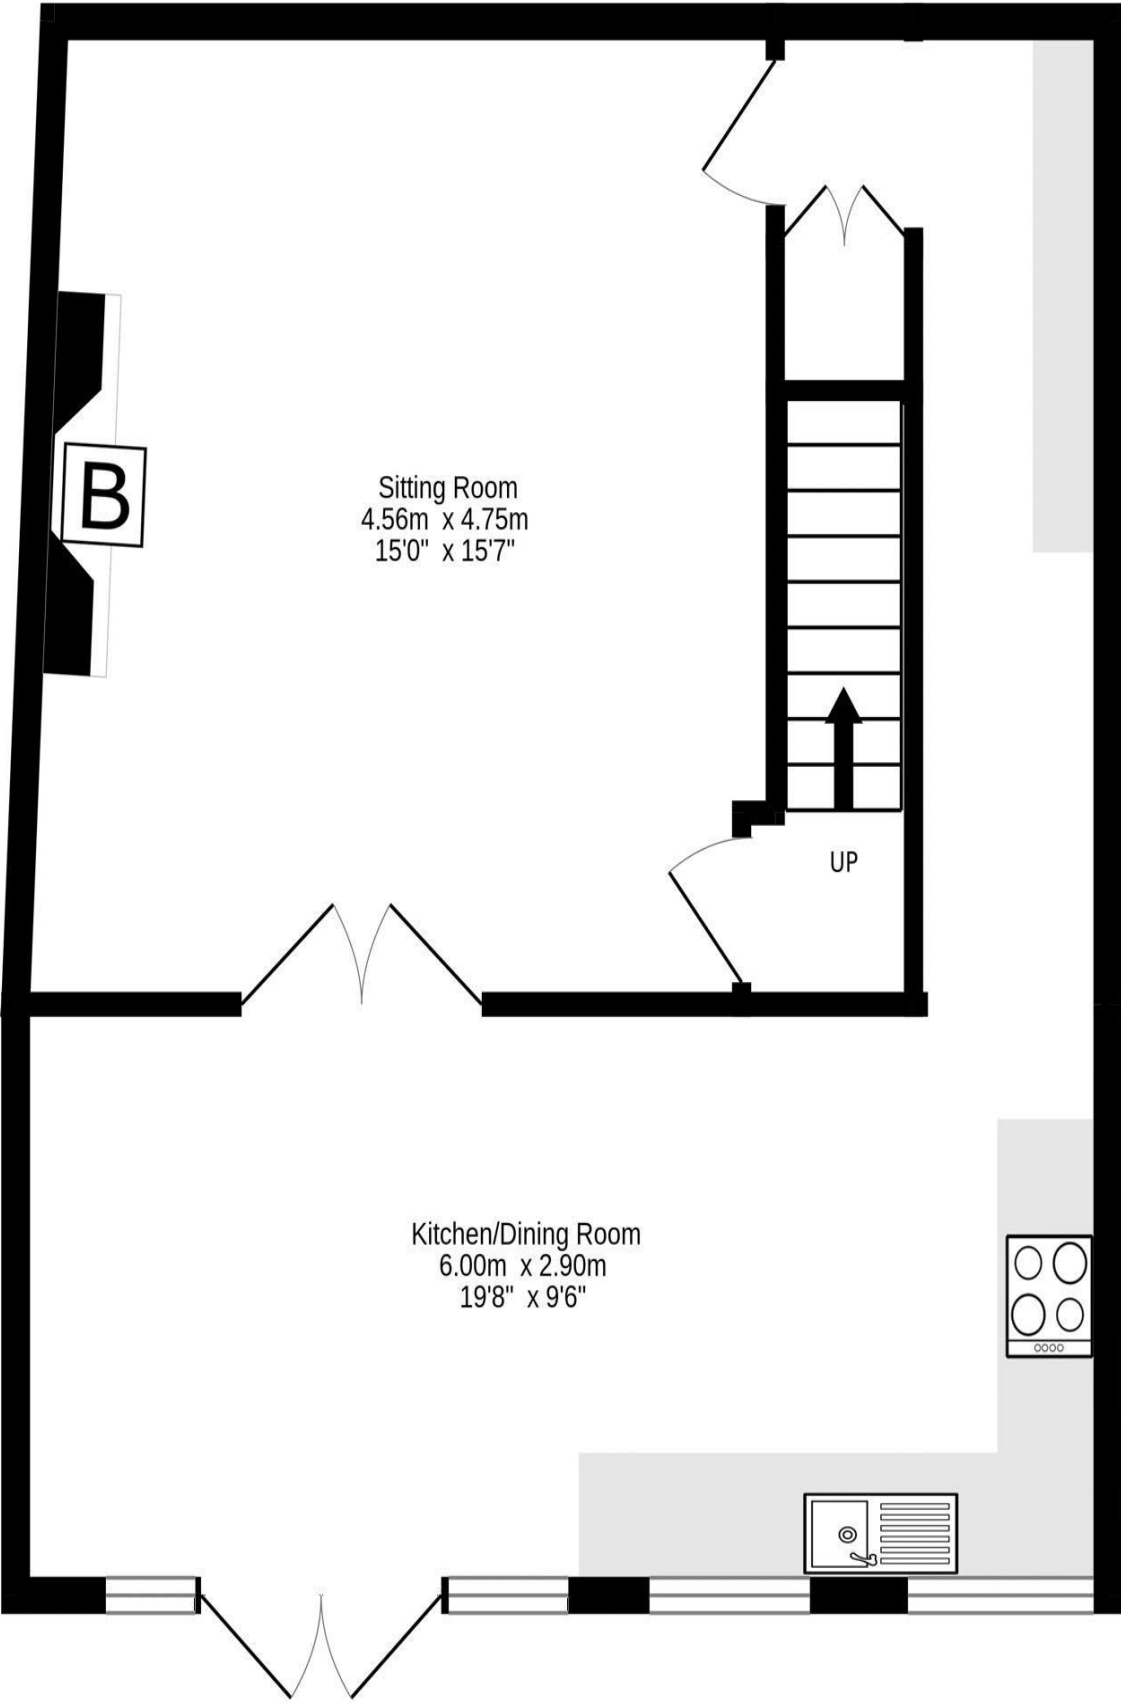 B
Sitting Room
4.56m x 4.75m
15'0" x 15'7"
UP
Kitchen/Dining Room
6.00m x 2.90m
19'8" x 9'6"